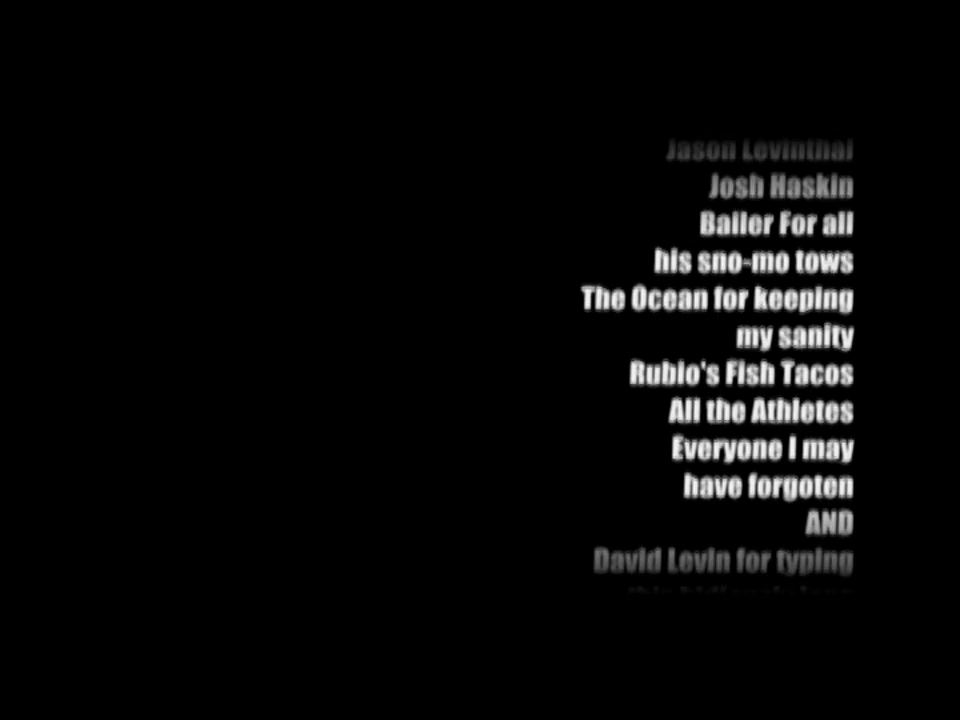 Jason Levinthal
Josh Haskin
Baller For all
his sno-mo tows
The Ocean for keeping
my sanity
Rubio's Fish Tacos
All the Athletes
Everyone I may
have forgoten
AND
David Levin for typing